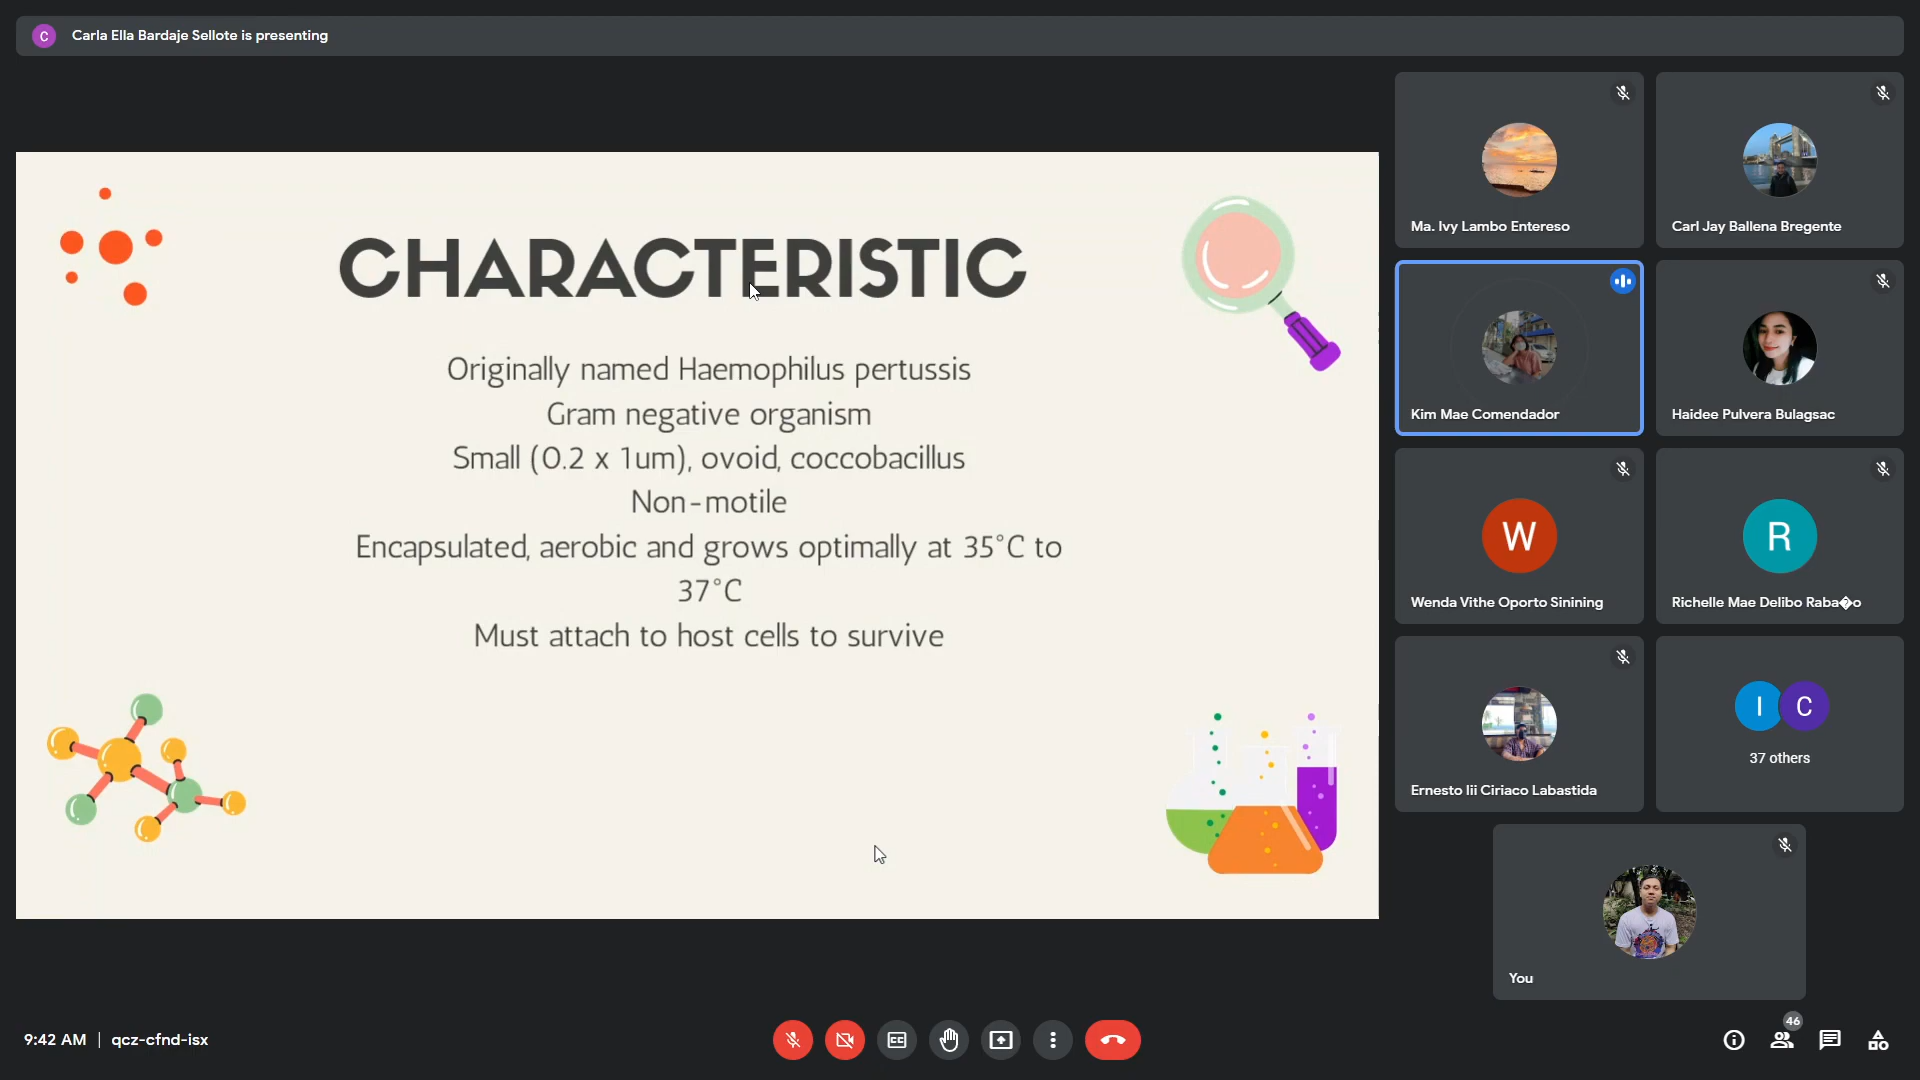 C
Carla Ella Bardaje Sellote is presenting
CHARACTERISTIC
Originally named Haemophilus pertussis
Gram negative organism
Small (0.2 x 1um), ovoid, coccobacillus
Non-motile
Encapsulated, aerobic and grows optimally at 35°C to
37°C
Must attach to host cells to survive
Ma. Ivy Lambo Entereso
Carl Jay Ballena Bregente
Kim Mae Comendador
Haidee Pulvera Bulagsac
W
Wenda Vithe Oporto Sinining
R
Richelle Mae Delibo Raba�o
Ernesto Iii Ciriaco Labastida
I C
37 others
You
9:42 AM | qcz-cfnd-isx
CC
46